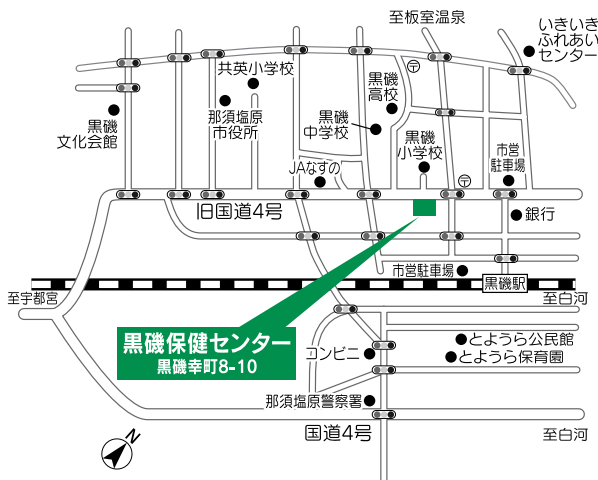 至板室温泉
いきいき
ふれあい
センター
〒
共英小学校
黒磯
高校
那須塩原
市役所
黒磯
中学校
黒磯
文化会館
黒磯
小学校
市営
駐車場
JAなすの
〒
旧国道4号
銀行
市営駐車場
黒磯駅
至宇都宮
至白河
黒磯保健センター
黒磯幸町8-10
コンビニ
とようら公民館
とようら保育園
那須塩原警察署
国道4号
至白河
N